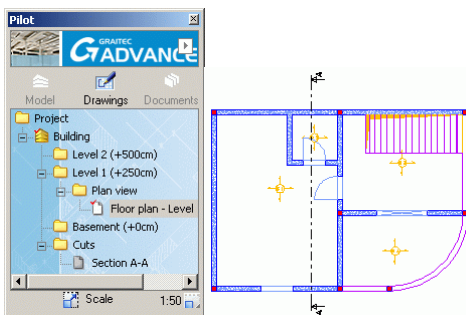 Pilot
GRAITEC
ADVANCE
Model Drawings Documents
Project
Building
Level 2 (+500cm)
Level 1 (+250cm)
Plan view
Floor plan - Level
Basement (+0cm)
Cuts
Section A-A
Scale 1:50
A
A